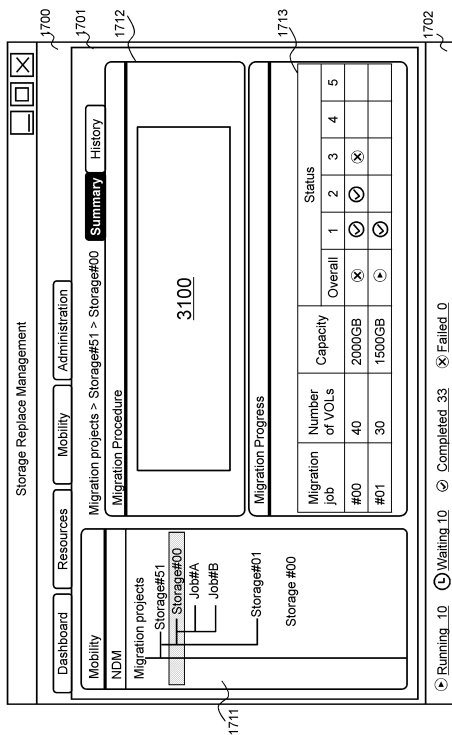 Storage Replace Management
1700
Dashboard Resources Mobility Administration
1701
Mobility
NDM
Migration projects
Storage#51
Storage#00
Job#A
Job#B
Storage#01
Storage #00
1711
Migration projects > Storage#51 > Storage#00 Summary History
1712
Migration Procedure
3100
Migration Progress
1713
Migration job Number of VOLs Capacity Status
Overall 1 2 3 4 5
#00 40 2000GB
#01 30 1500GB
Running 10 Waiting 10 Completed 33 Failed 0
1702